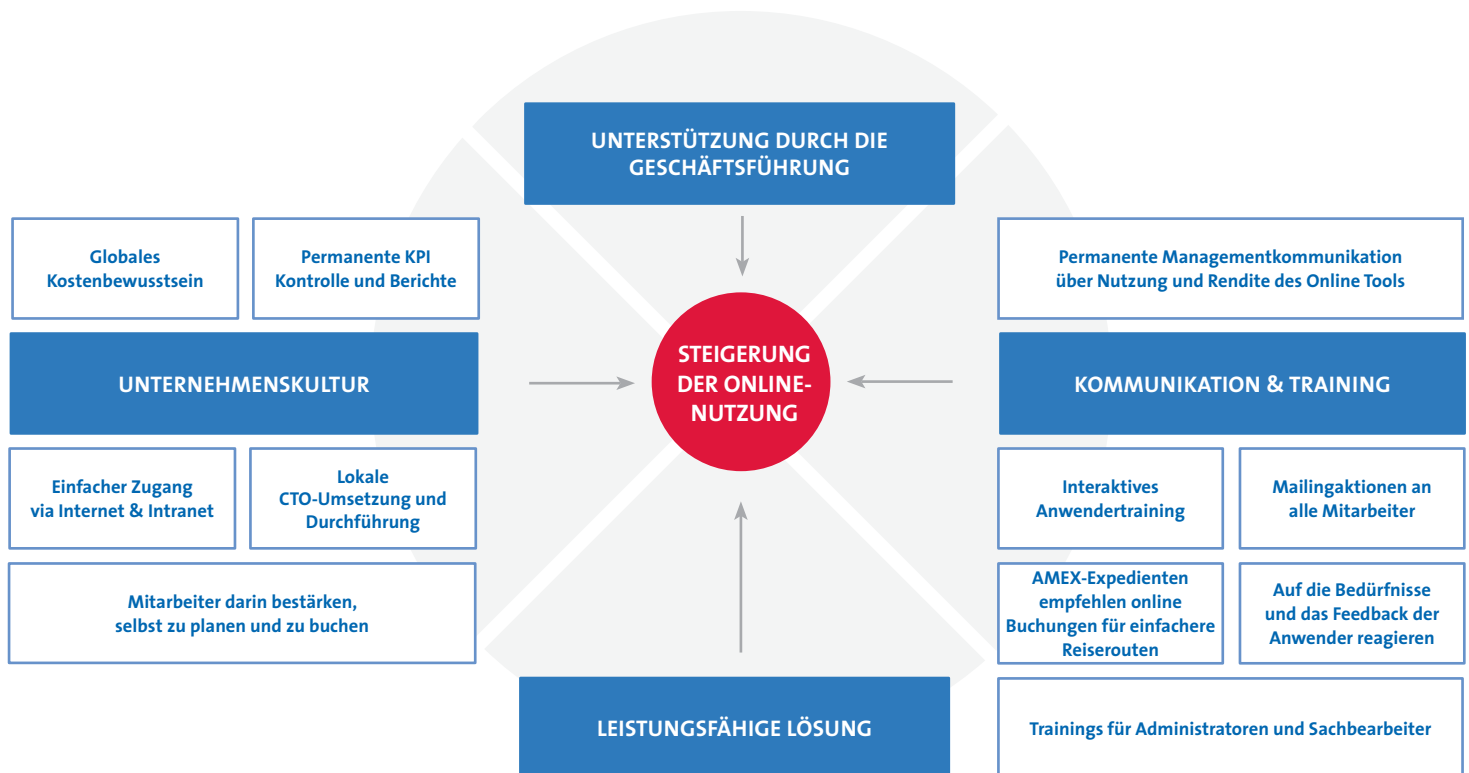 UNTERSTÜTZUNG DURCH DIE
GESCHÄFTSFÜHRUNG
Globales
Kostenbewusstsein
Permanente KPI
Kontrolle und Berichte
UNTERNEHMENSKULTUR
Einfacher Zugang
via Internet & Intranet
Lokale
CTO-Umsetzung und
Durchführung
Mitarbeiter darin bestärken,
selbst zu planen und zu buchen
STEIGERUNG
DER ONLINE-
NUTZUNG
Permanente Managementkommunikation
über Nutzung und Rendite des Online Tools
KOMMUNIKATION & TRAINING
Interaktives
Anwendertraining
Mailingaktionen an
alle Mitarbeiter
AMEX-Expedienten
empfehlen online
Buchungen für einfachere
Reiserouten
Auf die Bedürfnisse
und das Feedback der
Anwender reagieren
Trainings für Administratoren und Sachbearbeiter
LEISTUNGSFÄHIGE LÖSUNG